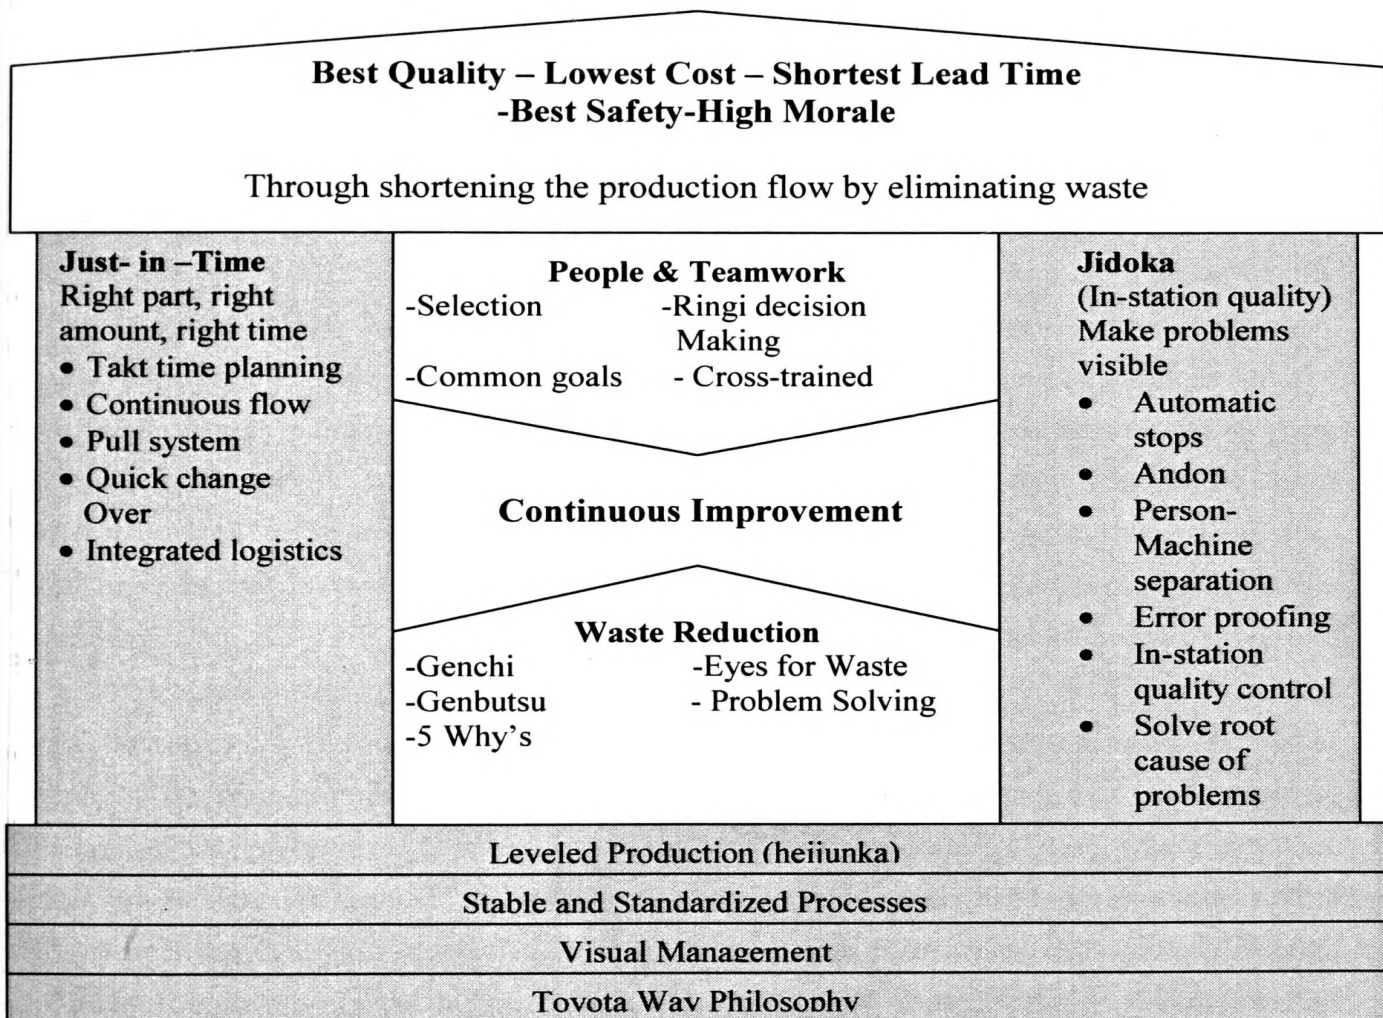 Best Quality – Lowest Cost – Shortest Lead Time
-Best Safety-High Morale
Through shortening the production flow by eliminating waste
Just- in –Time
Right part, right
amount, right time
• Takt time planning
• Continuous flow
• Pull system
• Quick change
Over
• Integrated logistics
People & Teamwork
-Selection -Ringi decision
Making
-Common goals - Cross-trained
Continuous Improvement
Waste Reduction
-Genchi -Eyes for Waste
-Genbutsu - Problem Solving
-5 Why's
Jidoka
(In-station quality)
Make problems
visible
• Automatic
stops
• Andon
• Person-
Machine
separation
• Error proofing
• In-station
quality control
• Solve root
cause of
problems
Leveled Production (heijunka)
Stable and Standardized Processes
Visual Management
Toyota Way Philosophy